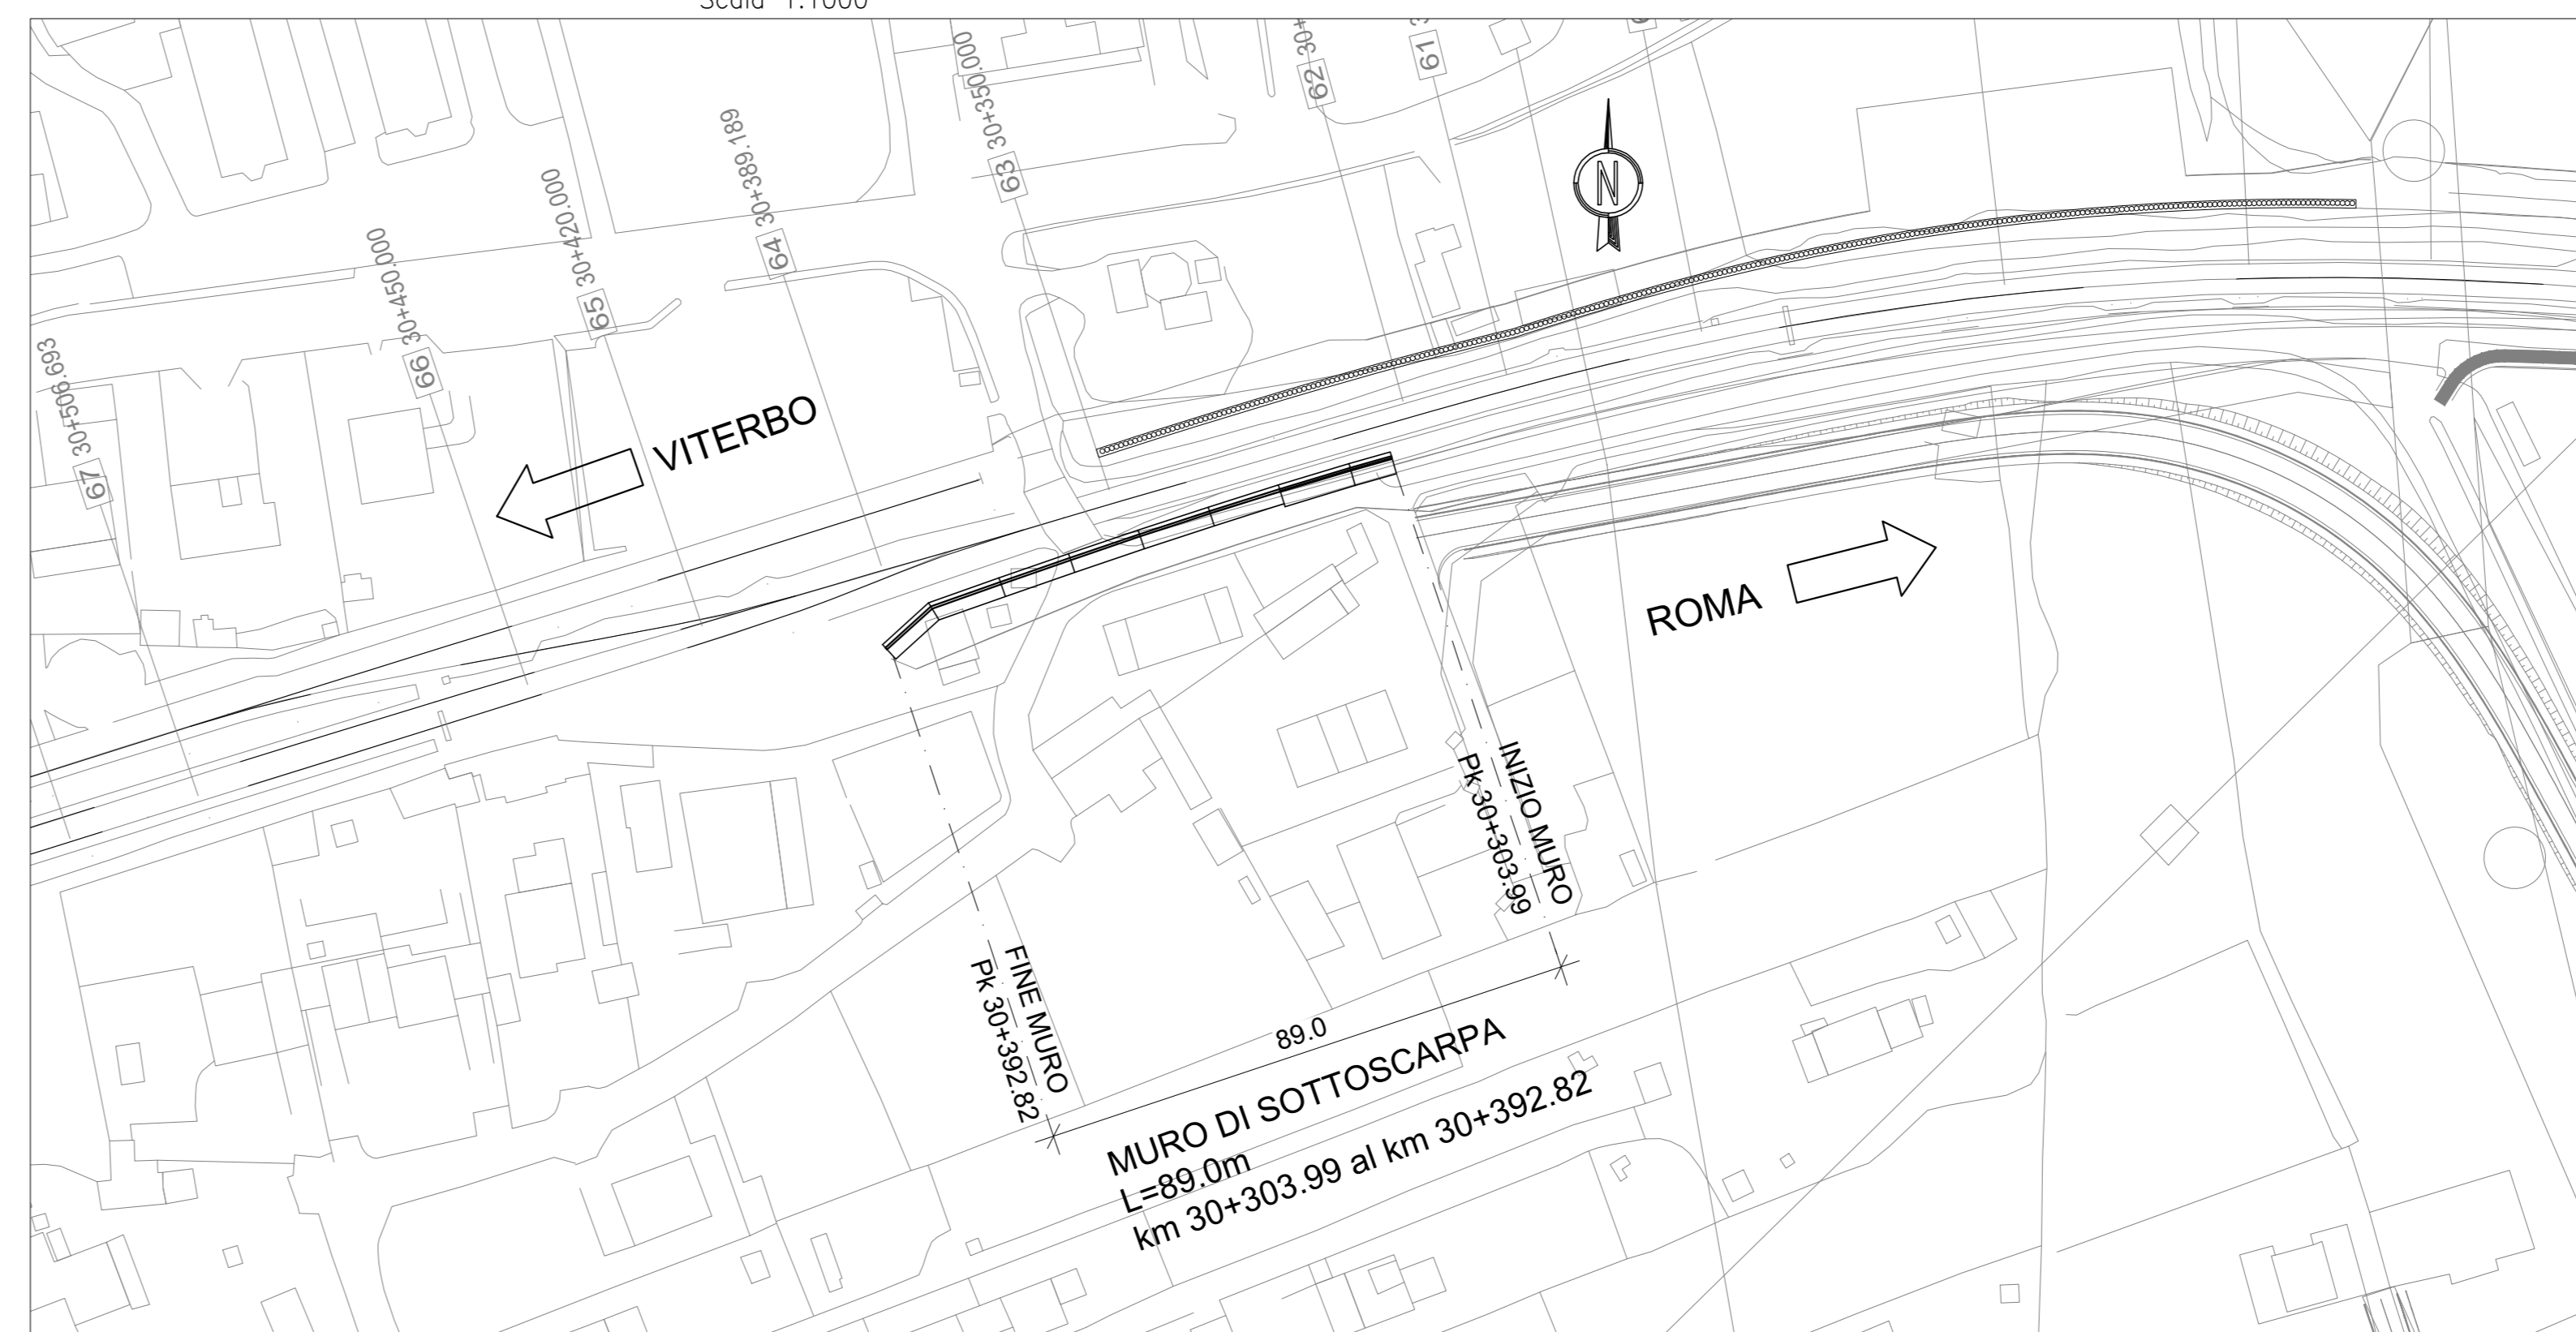 Scala 1:1000
67 30+506.693
66 30+450.000
65 30+420.000
64 30+389.189
63 30+350.000
62 30+
61
N
VITERBO
ROMA
INIZIO MURO
Pk 30+303.99
FINE MURO
Pk 30+392.82
89.0
MURO DI SOTTOSCARPA
L=89.0m
km 30+303.99 al km 30+392.82